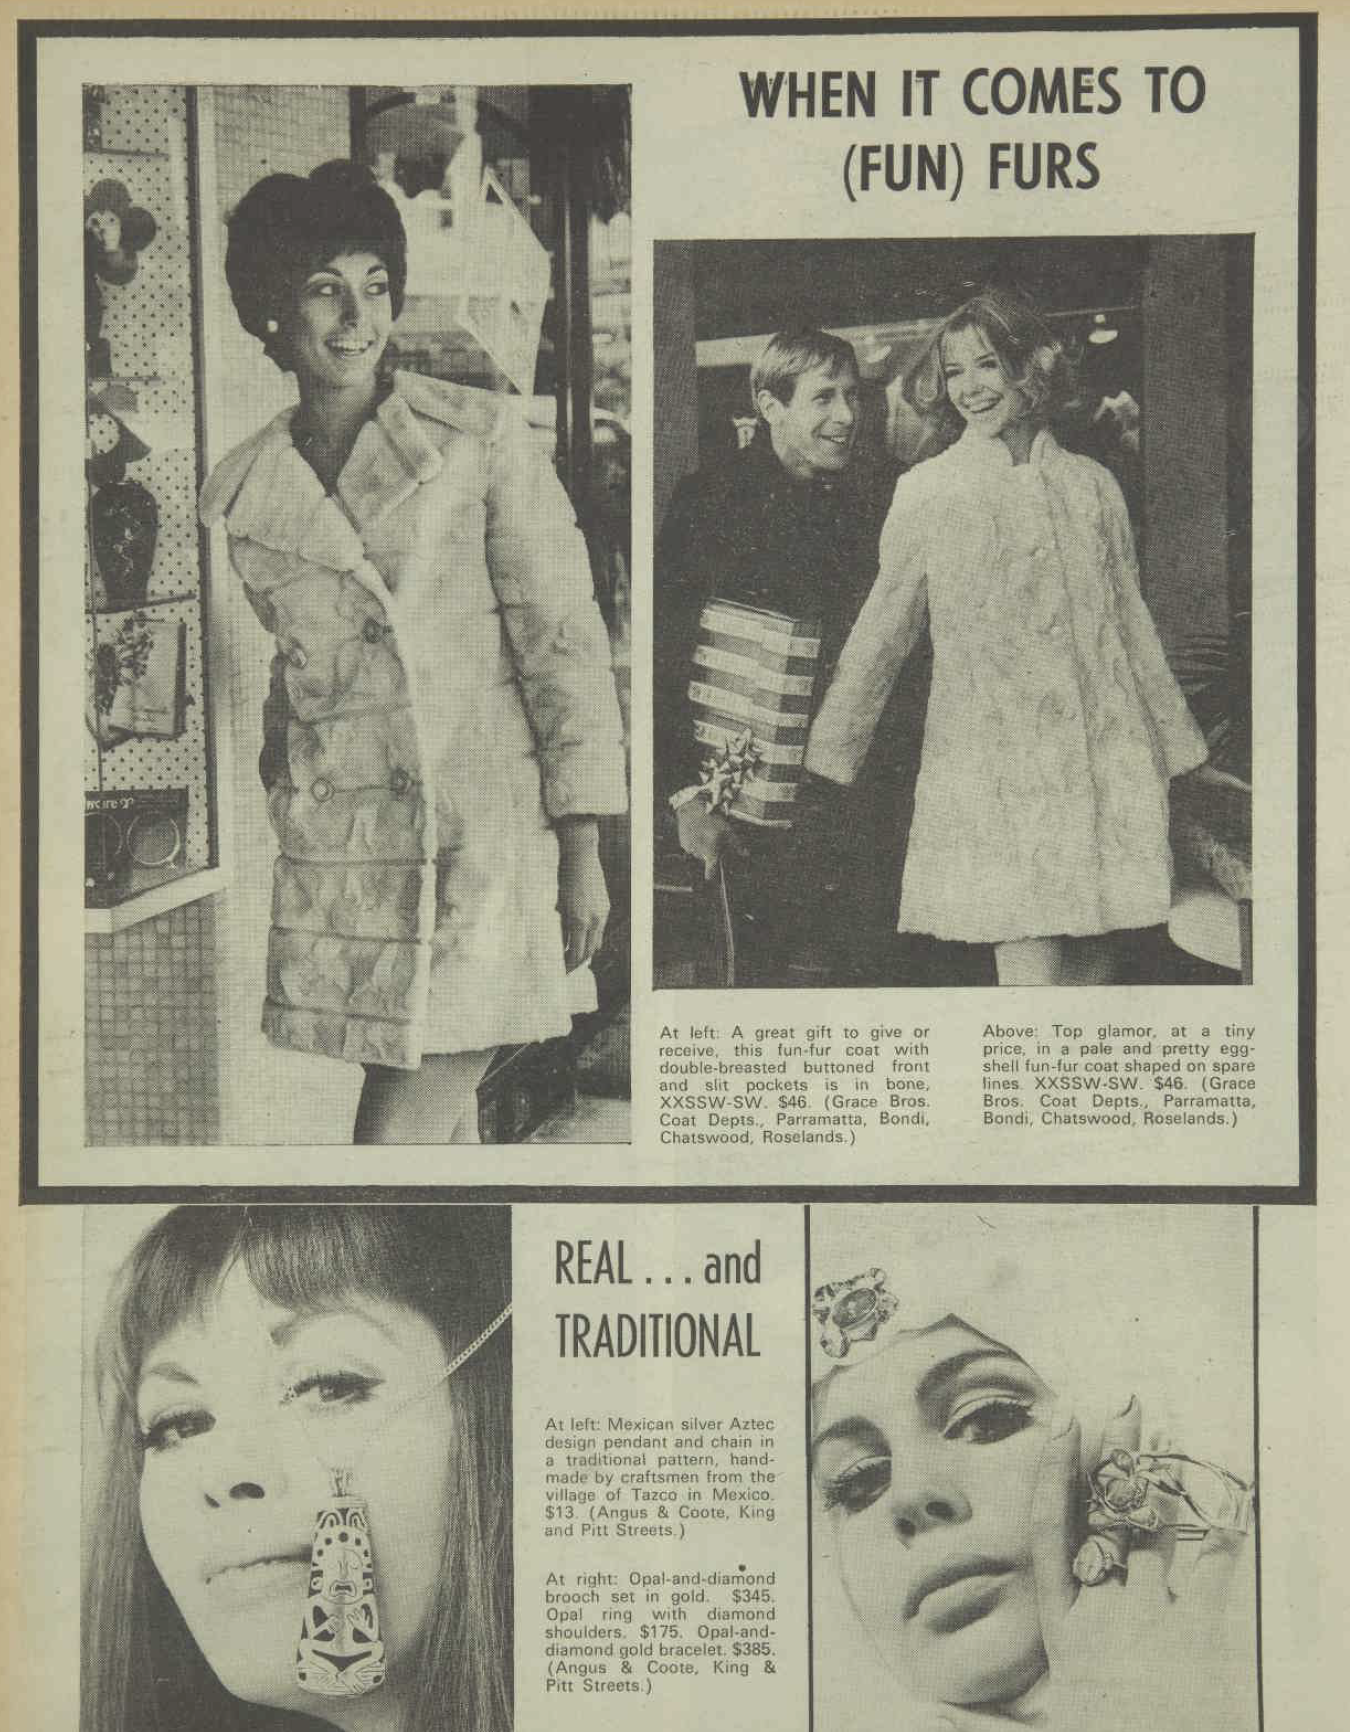 WHEN IT COMES TO
(FUN) FURS
At left: A great gift to give or
receive, this fun-fur coat with
double-breasted buttoned front
and slit pockets is in bone,
XXSSW-SW. $46. (Grace Bros.
Coat Depts., Parramatta, Bondi,
Chatswood, Roselands.)
Above: Top glamor, at a tiny
price, in a pale and pretty egg-
shell fun-fur coat shaped on spare
lines. XXSSW-SW. $46. (Grace
Bros. Coat Depts., Parramatta,
Bondi, Chatswood, Roselands.)
REAL ... and
TRADITIONAL
At left: Mexican silver Aztec
design pendant and chain in
a traditional pattern, hand-
made by craftsmen from the
village of Tazco in Mexico.
$13. (Angus & Coote, King
and Pitt Streets.)
At right: Opal-and-diamond
brooch set in gold. $345.
Opal ring with diamond
shoulders. $175. Opal-and-
diamond gold bracelet. $385.
(Angus & Coote, King &
Pitt Streets.)